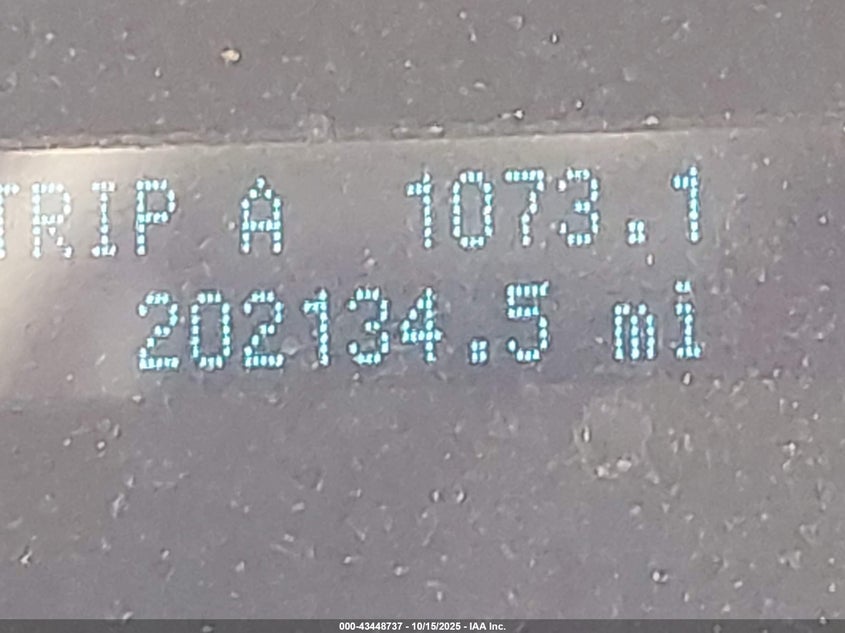 TRIP A 1073.1
202134.5 mi
000-43448737 - 10/15/2025 - IAA Inc.